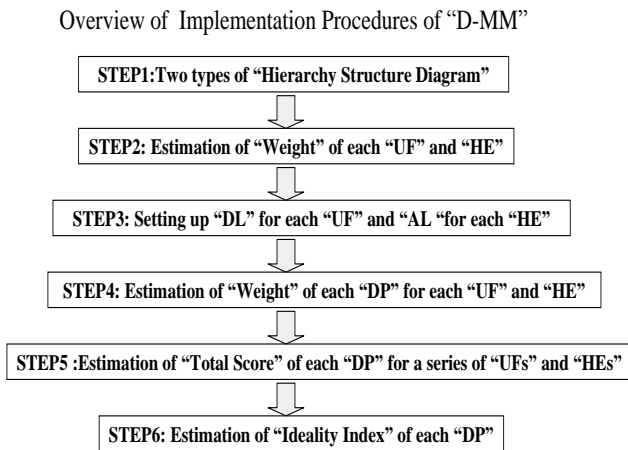 Overview of Implementation Procedures of “D-MM”
STEP1:Two types of “Hierarchy Structure Diagram”
STEP2: Estimation of “Weight” of each “UF” and “HE”
STEP3: Setting up “DL” for each “UF” and “AL “for each “HE”
STEP4: Estimation of “Weight” of each “DP” for each “UF” and “HE”
STEP5 :Estimation of “Total Score” of each “DP” for a series of “UFs” and “HEs”
STEP6: Estimation of “Ideality Index” of each “DP”